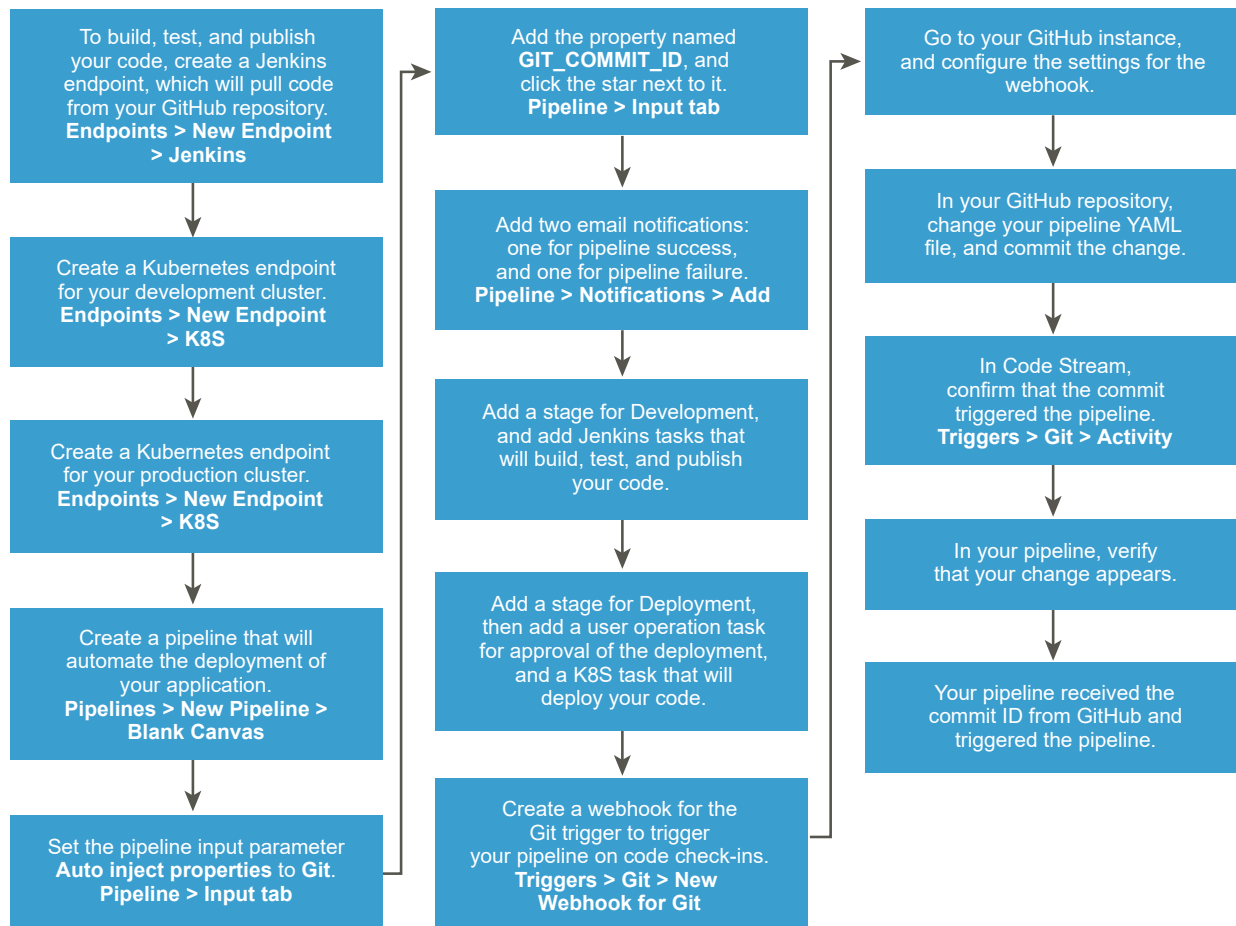 To build, test, and publish
your code, create a Jenkins
endpoint, which will pull code
from your GitHub repository.
Endpoints > New Endpoint
> Jenkins
Create a Kubernetes endpoint
for your development cluster.
Endpoints > New Endpoint
> K8S
Create a Kubernetes endpoint
for your production cluster.
Endpoints > New Endpoint
> K8S
Create a pipeline that will
automate the deployment of
your application.
Pipelines > New Pipeline >
Blank Canvas
Set the pipeline input parameter
Auto inject properties to Git.
Pipeline > Input tab
Add the property named
GIT_COMMIT_ID, and
click the star next to it.
Pipeline > Input tab
Add two email notifications:
one for pipeline success,
and one for pipeline failure.
Pipeline > Notifications > Add
Add a stage for Development,
and add Jenkins tasks that
will build, test, and publish
your code.
Add a stage for Deployment,
then add a user operation task
for approval of the deployment,
and a K8S task that will
deploy your code.
Create a webhook for the
Git trigger to trigger
your pipeline on code check-ins.
Triggers > Git > New
Webhook for Git
Go to your GitHub instance,
and configure the settings for the
webhook.
In your GitHub repository,
change your pipeline YAML
file, and commit the change.
In Code Stream,
confirm that the commit
triggered the pipeline.
Triggers > Git > Activity
In your pipeline, verify
that your change appears.
Your pipeline received the
commit ID from GitHub and
triggered the pipeline.